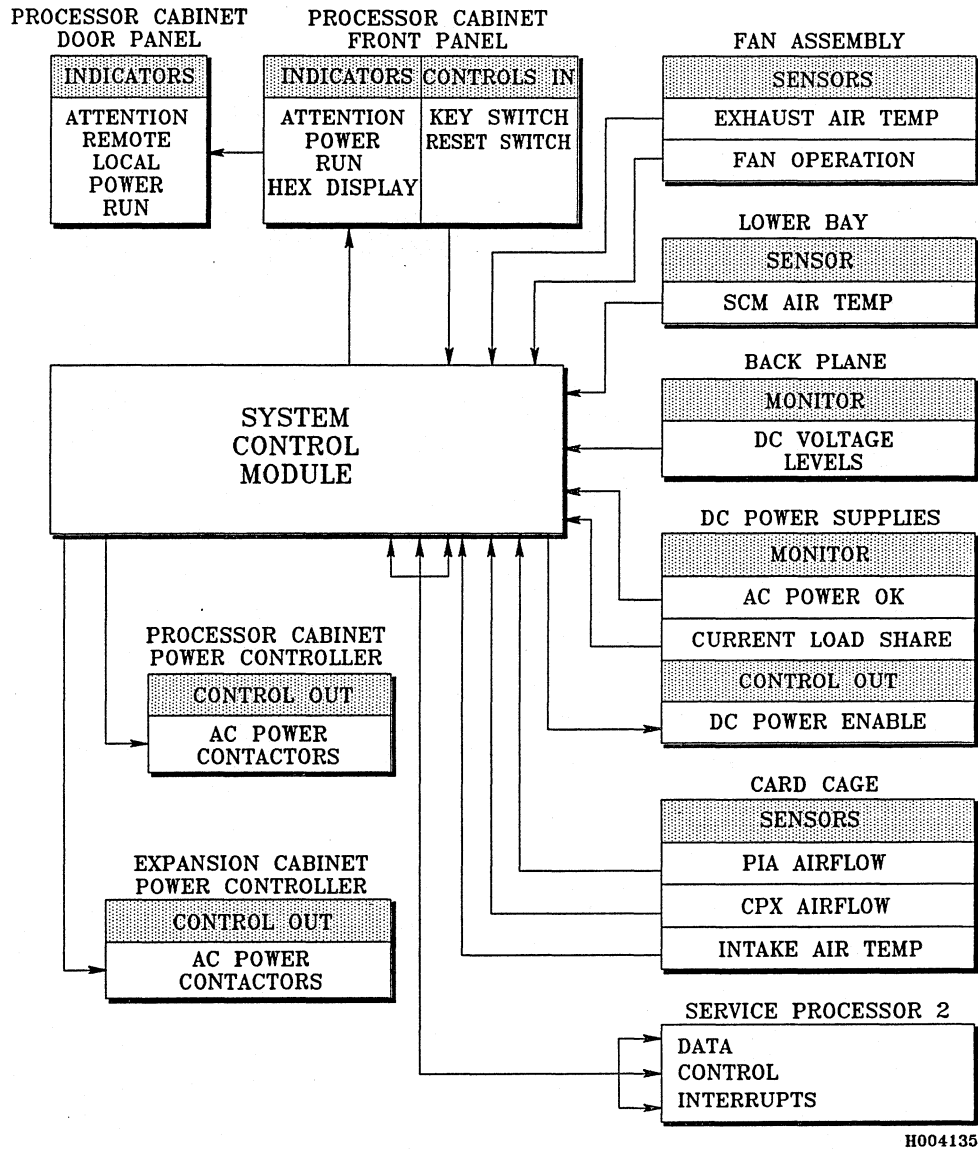 PROCESSOR CABINET
DOOR PANEL
INDICATORS
ATTENTION
REMOTE
LOCAL
POWER
RUN
PROCESSOR CABINET
FRONT PANEL
INDICATORS
ATTENTION
POWER
RUN
HEX DISPLAY
CONTROLS IN
KEY SWITCH
RESET SWITCH
FAN ASSEMBLY
SENSORS
EXHAUST AIR TEMP
FAN OPERATION
LOWER BAY
SENSOR
SCM AIR TEMP
BACK PLANE
MONITOR
DC VOLTAGE
LEVELS
SYSTEM
CONTROL
MODULE
DC POWER SUPPLIES
MONITOR
AC POWER OK
CURRENT LOAD SHARE
CONTROL OUT
DC POWER ENABLE
PROCESSOR CABINET
POWER CONTROLLER
CONTROL OUT
AC POWER
CONTACTORS
CARD CAGE
SENSORS
PIA AIRFLOW
CPX AIRFLOW
INTAKE AIR TEMP
EXPANSION CABINET
POWER CONTROLLER
CONTROL OUT
AC POWER
CONTACTORS
SERVICE PROCESSOR 2
DATA
CONTROL
INTERRUPTS
H004135